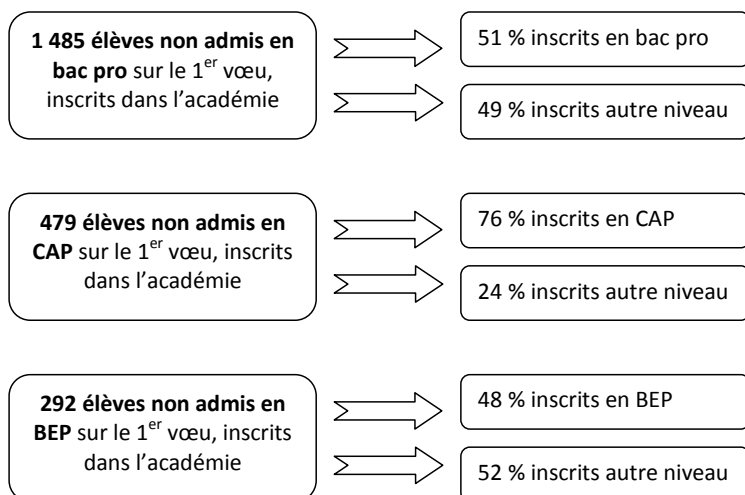 1 485 élèves non admis en
bac pro sur le 1er vœu,
inscrits dans l'académie
51 % inscrits en bac pro
49 % inscrits autre niveau
479 élèves non admis en
CAP sur le 1er vœu, inscrits
dans l'académie
76 % inscrits en CAP
24 % inscrits autre niveau
292 élèves non admis en
BEP sur le 1er vœu, inscrits
dans l'académie
48 % inscrits en BEP
52 % inscrits autre niveau